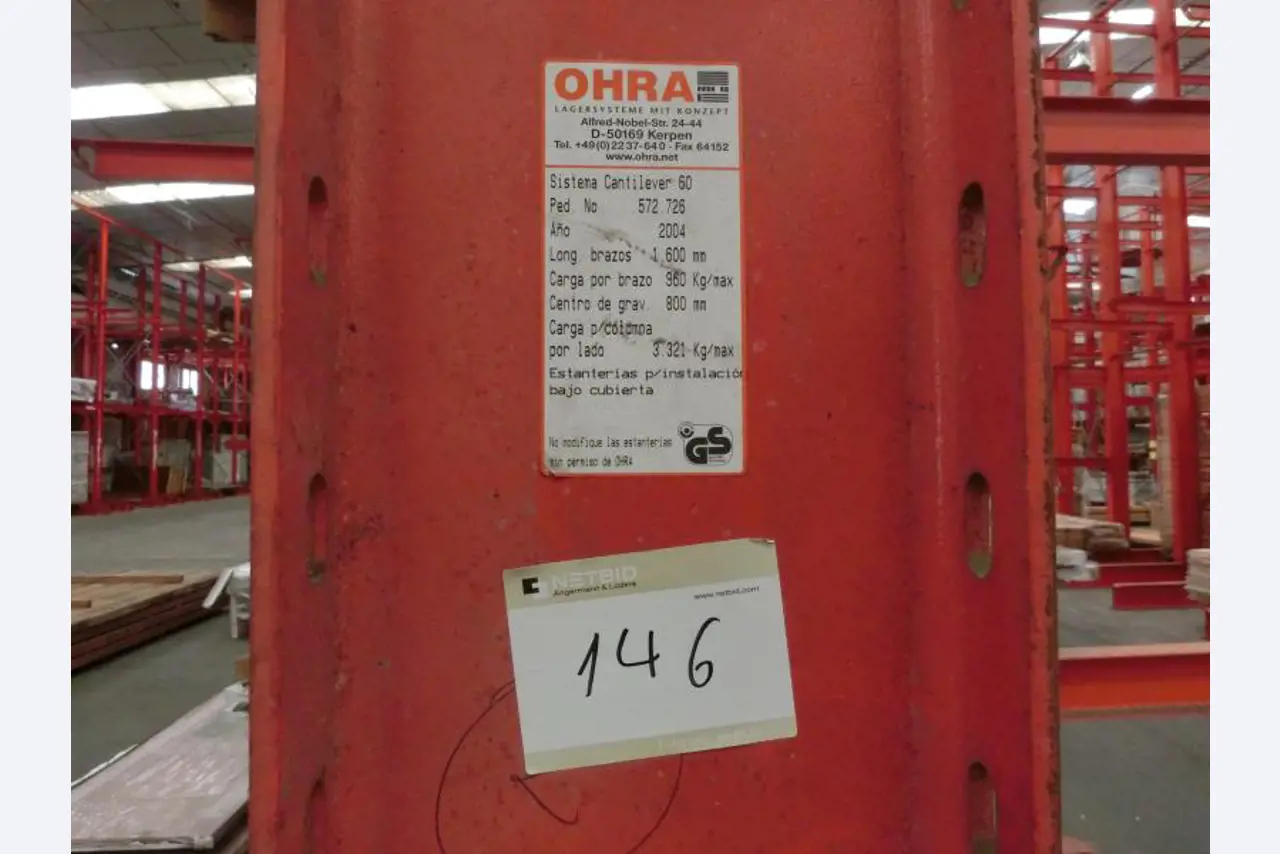 OHRA
LAGERSYSTEME MIT KONZEPT
Alfred-Nobel-Str. 24-44
D-50169 Kerpen
Tel. +49(0)2237-640 - Fax 64152
www.ohra.net
Sistema Cantilever 60
Ped. No 572.726
Año 2004
Long. brazos 1.600 mm
Carga por brazo 960 Kg/max
Centro de grav. 800 mm
Carga p/columna
por lado 3.321 Kg/max
Estanterias p/instalación
bajo cubierta
No modifique las estanterias
sin permiso de OHRA
GS
NETBID
Angermann & Lüders
www.netbid.com
146